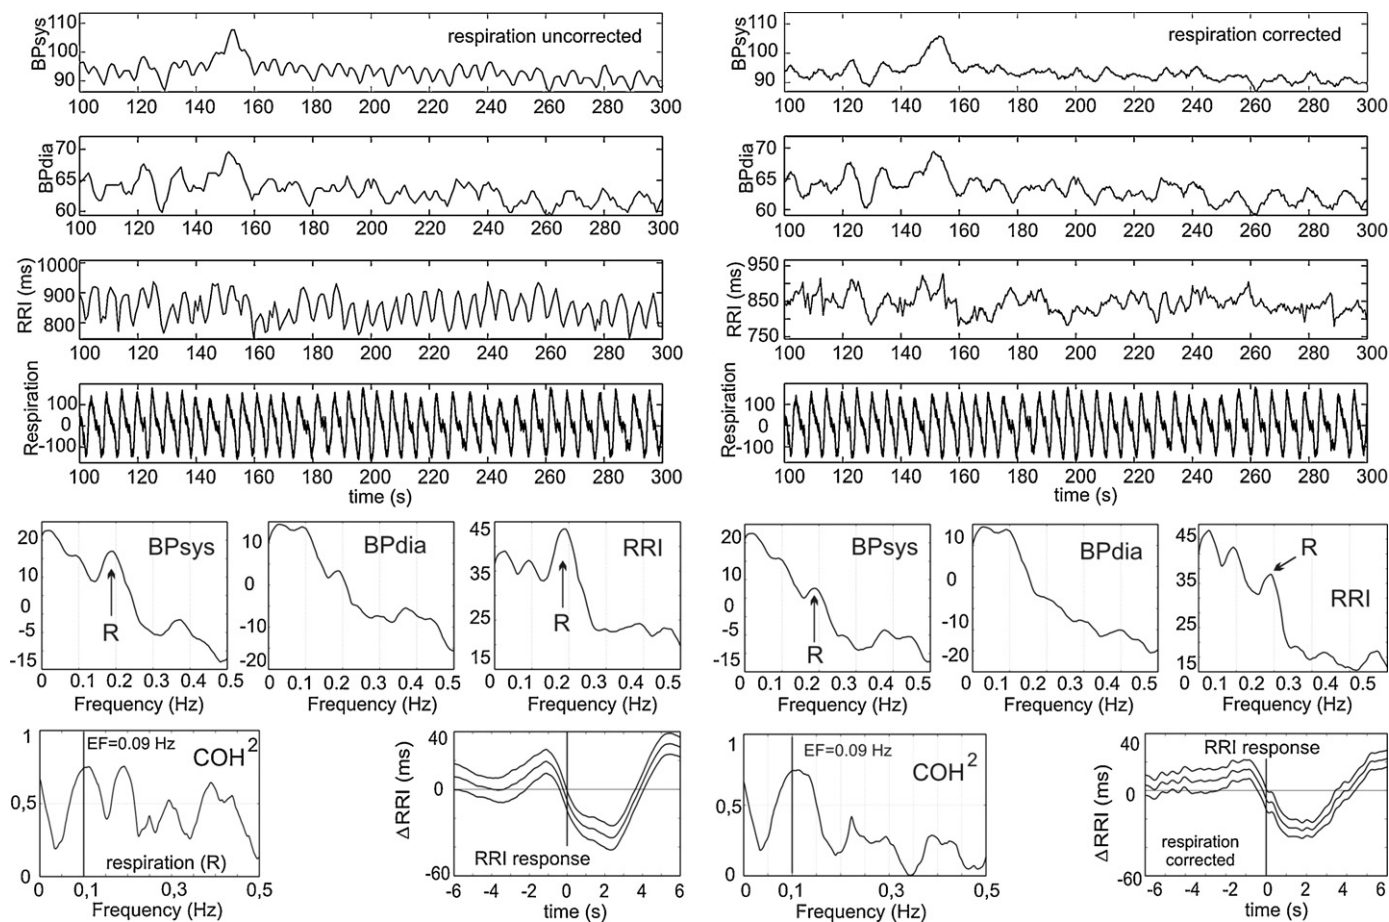 BPsys
110
100
90
respiration uncorrected
100 120 140 160 180 200 220 240 260 280 300
BPdia
70
65
60
100 120 140 160 180 200 220 240 260 280 300
RRI (ms)
1000
900
800
100 120 140 160 180 200 220 240 260 280 300
Respiration
100
0
-100
100 120 140 160 180 200 220 240 260 280 300
time (s)
BPsys
110
100
90
respiration corrected
100 120 140 160 180 200 220 240 260 280 300
BPdia
70
65
60
100 120 140 160 180 200 220 240 260 280 300
RRI (ms)
950
850
750
100 120 140 160 180 200 220 240 260 280 300
Respiration
100
0
-100
100 120 140 160 180 200 220 240 260 280 300
time (s)
20
10
0
-5
-15
BPsys
R
0 0.1 0.2 0.3 0.4 0.5
Frequency (Hz)
10
0
-10
-20
BPdia
0 0.1 0.2 0.3 0.4 0.5
Frequency (Hz)
45
35
25
15
RRI
R
0 0.1 0.2 0.3 0.4 0.5
Frequency (Hz)
20
10
0
-5
-15
BPsys
R
0 0.1 0.2 0.3 0.4 0.5
Frequency (Hz)
10
0
-10
-20
BPdia
0 0.1 0.2 0.3 0.4 0.5
Frequency (Hz)
45
35
25
15
R
RRI
0 0.1 0.2 0.3 0.4 0.5
Frequency (Hz)
1
0,5
0
EF=0.09 Hz
COH2
respiration (R)
0 0,1 0,3 0,5
Frequency (Hz)
ΔRRI (ms)
40
0
-60
RRI response
-6 -4 -2 0 2 4 6
time (s)
1
0,5
0
EF=0.09 Hz
COH2
0 0,1 0,3 0,5
Frequency (Hz)
ΔRRI (ms)
40
0
-60
RRI response
respiration
corrected
-6 -4 -2 0 2 4 6
time (s)